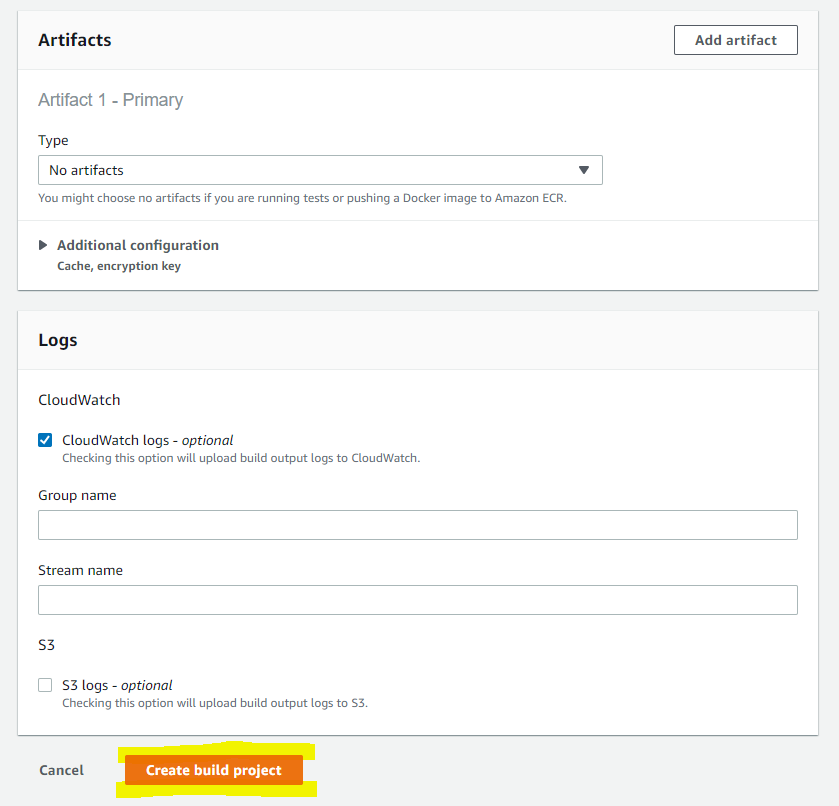 Artifacts
Add artifact
Artifact 1 - Primary
Type
No artifacts
You might choose no artifacts if you are running tests or pushing a Docker image to Amazon ECR.
Additional configuration
Cache, encryption key
Logs
CloudWatch
CloudWatch logs - optional
Checking this option will upload build output logs to CloudWatch.
Group name
Stream name
S3
S3 logs - optional
Checking this option will upload build output logs to S3.
Cancel
Create build project